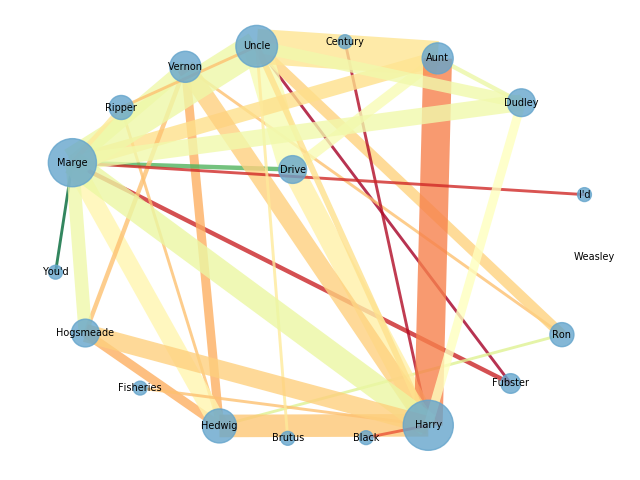 Uncle
Century
Aunt
Vernon
Dudley
Ripper
Marge
Drive
I'd
Weasley
You'd
Hogsmeade
Ron
Fisheries
Fubster
Hedwig
Brutus
Black
Harry